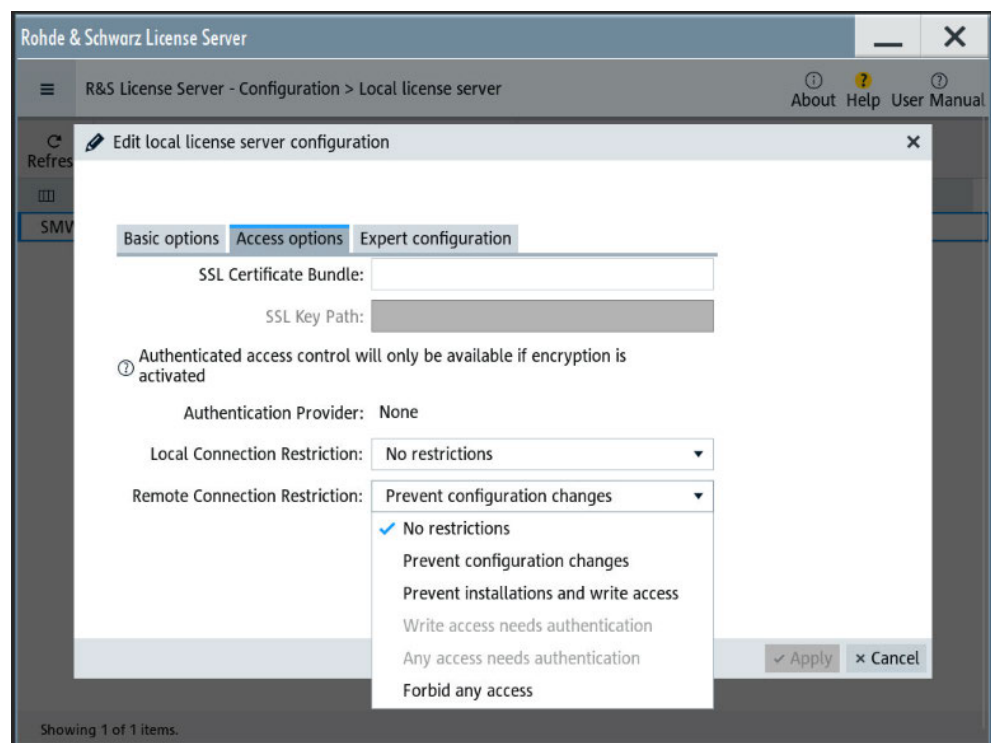 Rohde & Schwarz License Server
R&S License Server - Configuration > Local license server
About Help User Manual
Refres
Edit local license server configuration
SMW
Basic options Access options Expert configuration
SSL Certificate Bundle:
SSL Key Path:
Authenticated access control will only be available if encryption is
activated
Authentication Provider: None
Local Connection Restriction: No restrictions
Remote Connection Restriction: Prevent configuration changes
No restrictions
Prevent configuration changes
Prevent installations and write access
Write access needs authentication
Any access needs authentication
Forbid any access
Apply × Cancel
Showing 1 of 1 items.